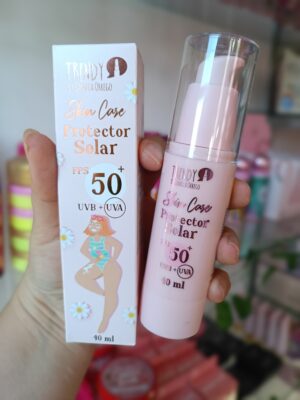 TRENDY
Skin Care
Protector
Solar
FPS 50+
UVB + UVA
40 ml
TRENDY
Skin Care
Protector
Solar
FPS 50+
UVB + UVA
40 ml